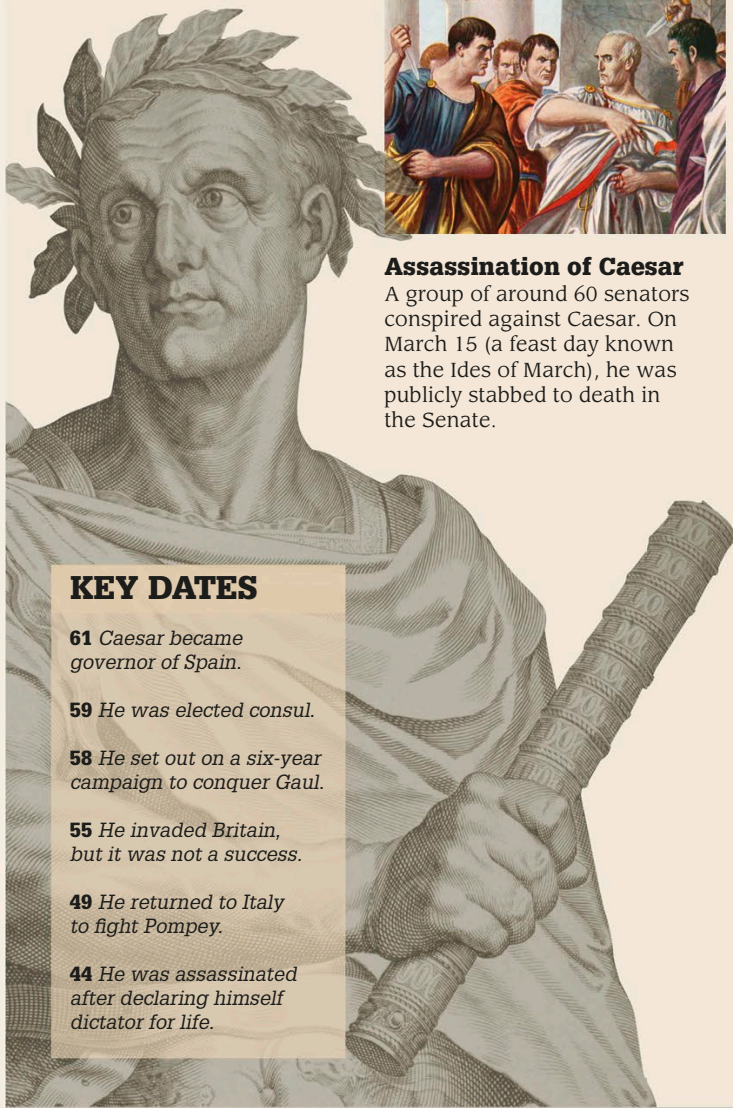 Assassination of Caesar
A group of around 60 senators
conspired against Caesar. On
March 15 (a feast day known
as the Ides of March), he was
publicly stabbed to death in
the Senate.
KEY DATES
61 Caesar became
governor of Spain.
59 He was elected consul.
58 He set out on a six-year
campaign to conquer Gaul.
55 He invaded Britain,
but it was not a success.
49 He returned to Italy
to fight Pompey.
44 He was assassinated
after declaring himself
dictator for life.